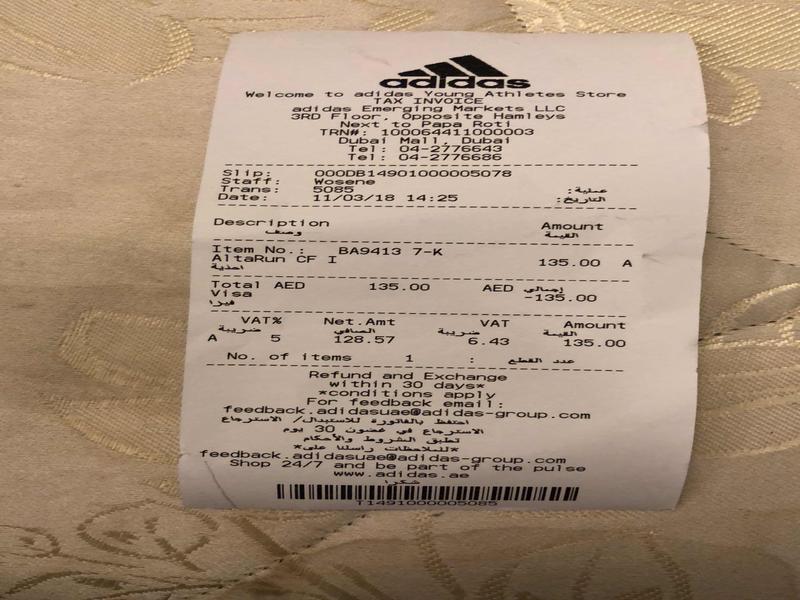 adidas
Welcome to adidas Young Athletes Store
TAX INVOICE
adidas Emerging Markets LLC
3RD Floor, Opposite Hamleys
Next to Papa Roti
TRN#: 100064411000003
Dubai Mall, Dubai
Tel: 04-2776643
Tel: 04-2776686
Slip: 000DB14901000005078
Staff: Wosene
Trans: 5085 عملية:
Date: 11/03/18 14:25 التاريخ:
Description Amount
وصف القيمة
Item No.: BA9413 7-K
AltaRun CF I 135.00 A
احذية
Total AED 135.00 AED إجمالي
Visa -135.00
فيزا
VAT% Net.Amt VAT Amount
ضريبة الصافي ضريبة القيمة
A 5 128.57 6.43 135.00
No. of items 1 : عدد القطع
Refund and Exchange
within 30 days*
*conditions apply
For feedback email:
feedback.adidasuae@adidas-group.com
احتفظ بالفاتورة للاستبدال/ الاسترجاع
الاسترجاع في غضون 30 يوم
تطبق الشروط والأحكام
*للملاحظات راسلنا على*
feedback.adidasuae@adidas-group.com
Shop 24/7 and be part of the pulse
www.adidas.ae
شكرا
T1491000005085